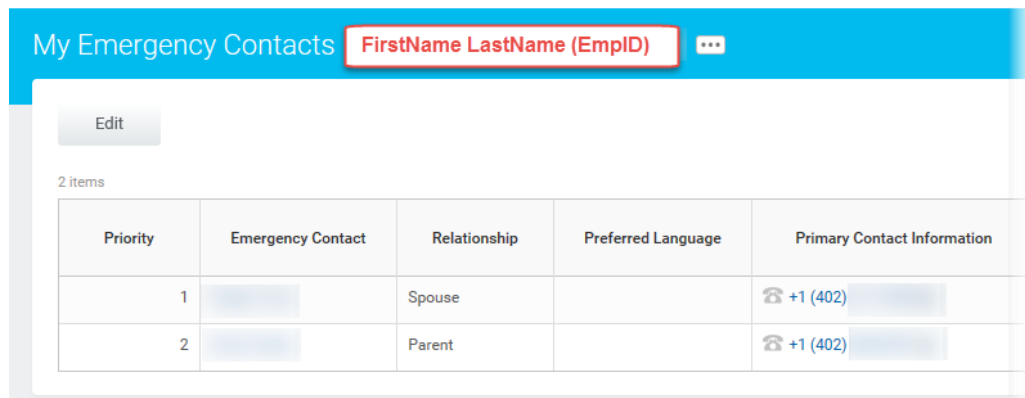 My Emergency Contacts FirstName LastName (EmpID)
Edit
2 items
Priority Emergency Contact Relationship Preferred Language Primary Contact Information
1 Spouse +1 (402)
2 Parent +1 (402)